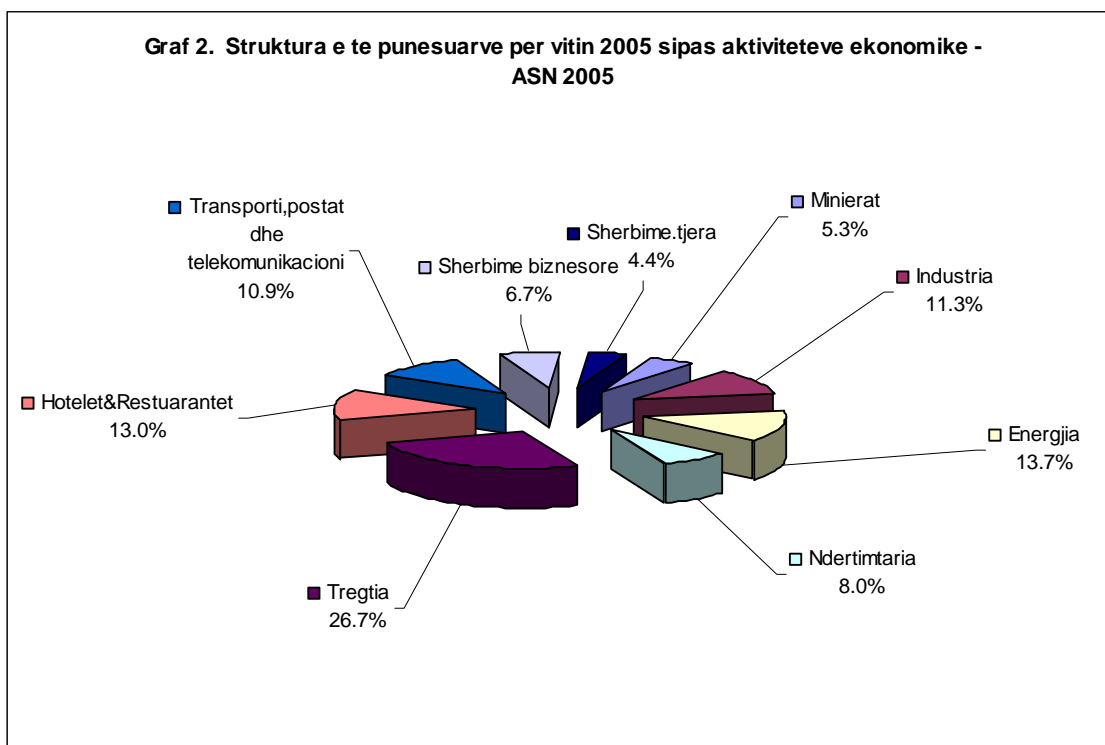 Graf 2.  Struktura e te punesuarve per vitin 2005 sipas aktiviteteve ekonomike -
ASN 2005
Transporti,postat
dhe
telekomunikacioni
10.9%
Sherbime biznesore
6.7%
Sherbime.tjera
4.4%
Minierat
5.3%
Industria
11.3%
Hotelet&Restuarantet
13.0%
Energjia
13.7%
Ndertimtaria
8.0%
Tregtia
26.7%